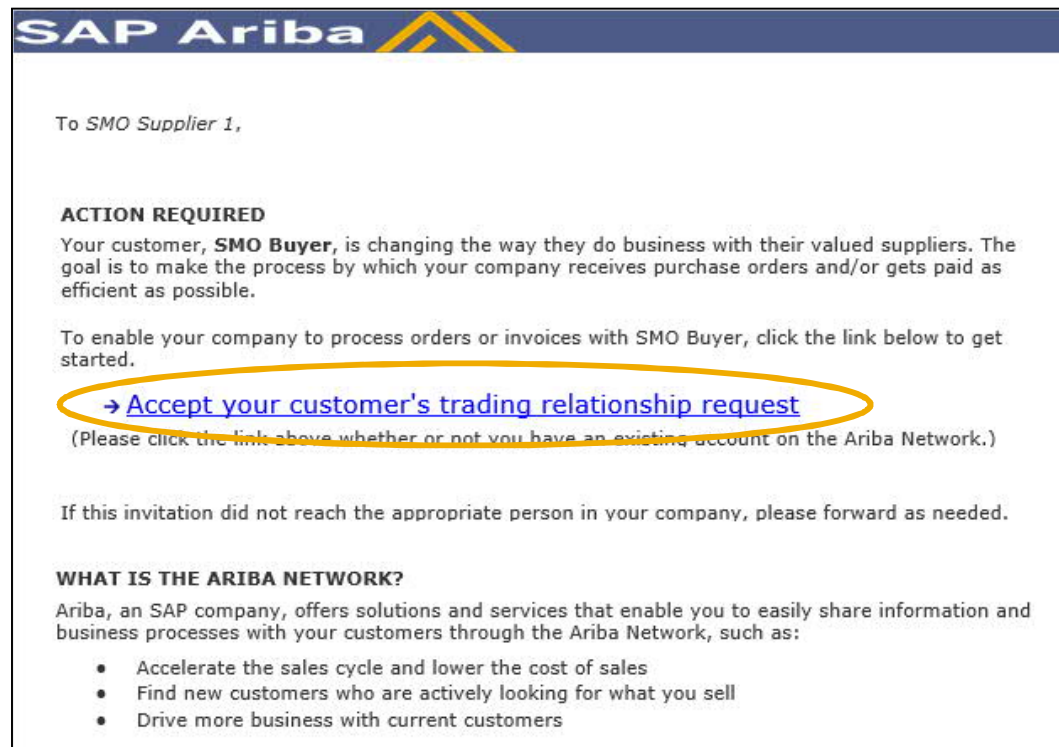 SAP Ariba
To SMO Supplier 1,
ACTION REQUIRED
Your customer, SMO Buyer, is changing the way they do business with their valued suppliers. The
goal is to make the process by which your company receives purchase orders and/or gets paid as
efficient as possible.
To enable your company to process orders or invoices with SMO Buyer, click the link below to get
started.
→ Accept your customer's trading relationship request
(Please click the link above whether or not you have an existing account on the Ariba Network.)
If this invitation did not reach the appropriate person in your company, please forward as needed.
WHAT IS THE ARIBA NETWORK?
Ariba, an SAP company, offers solutions and services that enable you to easily share information and
business processes with your customers through the Ariba Network, such as:
• Accelerate the sales cycle and lower the cost of sales
• Find new customers who are actively looking for what you sell
• Drive more business with current customers